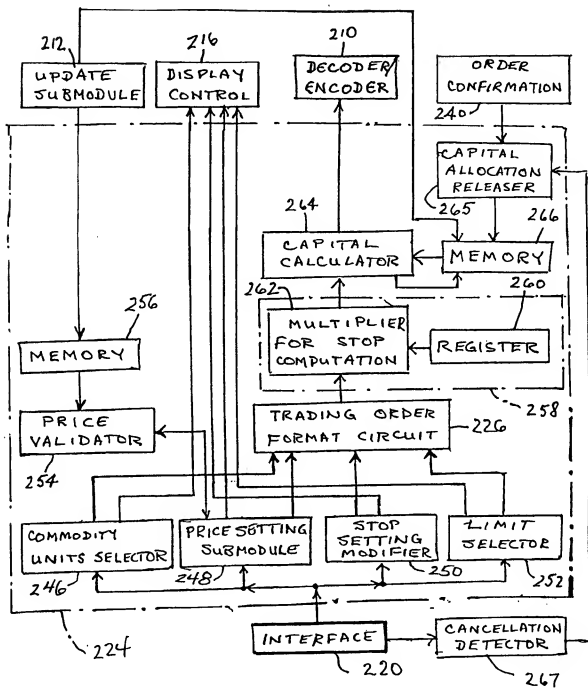 212
216
210
UPDATE
SUBMODULE
DISPLAY
CONTROL
DECODER/
ENCODER
ORDER
CONFIRMATION
240
CAPITAL
ALLOCATION
RELEASER
265
264
266
CAPITAL
CALCULATOR
MEMORY
262
260
256
MULTIPLIER
FOR STOP
COMPUTATION
REGISTER
MEMORY
258
PRICE
VALIDATOR
TRADING ORDER
FORMAT CIRCUIT
226
254
COMMODITY
UNITS SELECTOR
PRICE SETTING
SUBMODULE
STOP
SETTING
MODIFIER
LIMIT
SELECTOR
246
248
250
252
INTERFACE
CANCELLATION
DETECTOR
224
220
267